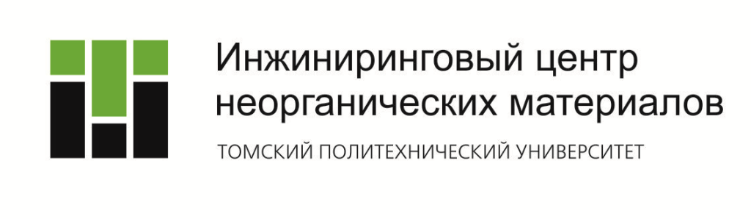 Инжиниринговый центр
неорганических материалов
ТОМСКИЙ ПОЛИТЕХНИЧЕСКИЙ УНИВЕРСИТЕТ